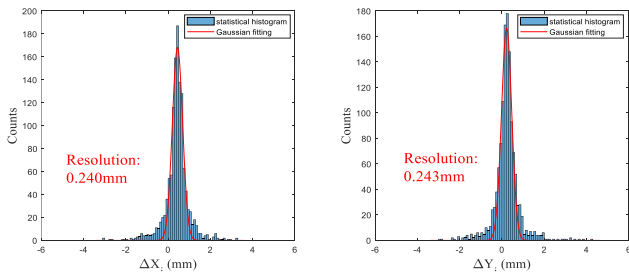 200
180
160
140
120
100
80
60
40
20
0
Counts
statistical histogram
Gaussian fitting
Resolution:
0.240mm
-6 -4 -2 0 2 4 6
ΔX_i (mm)
180
160
140
120
100
80
60
40
20
0
Counts
statistical histogram
Gaussian fitting
Resolution:
0.243mm
-6 -4 -2 0 2 4 6
ΔY_i (mm)